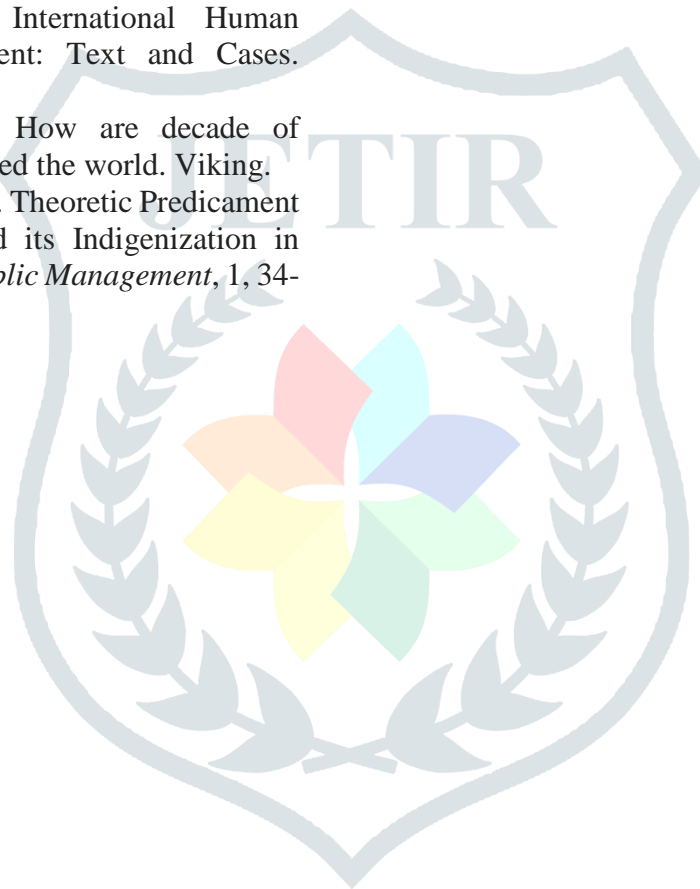 International Human
ent: Text and Cases.
How are decade of
ed the world. Viking.
. Theoretic Predicament
d its Indigenization in
blic Management, 1, 34-
JETIR